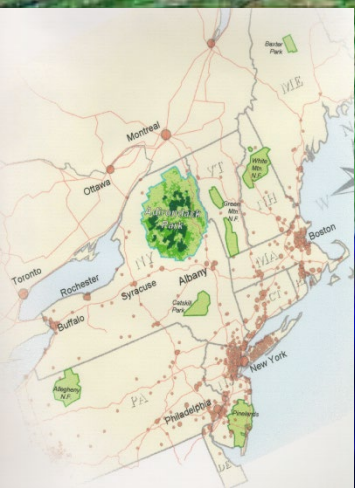 Baxter
Park
ME
Montreal
Ottawa
VT
White
Mtn.
N.F.
NH
Adirondack
Park
Green
Mtn
N.F.
Boston
MA
Toronto
Rochester
Syracuse
NY
Albany
CT
Catskill
Park
Buffalo
New York
Allegheny
N.F.
PA
Philadelphia
Pinelands
DE
W